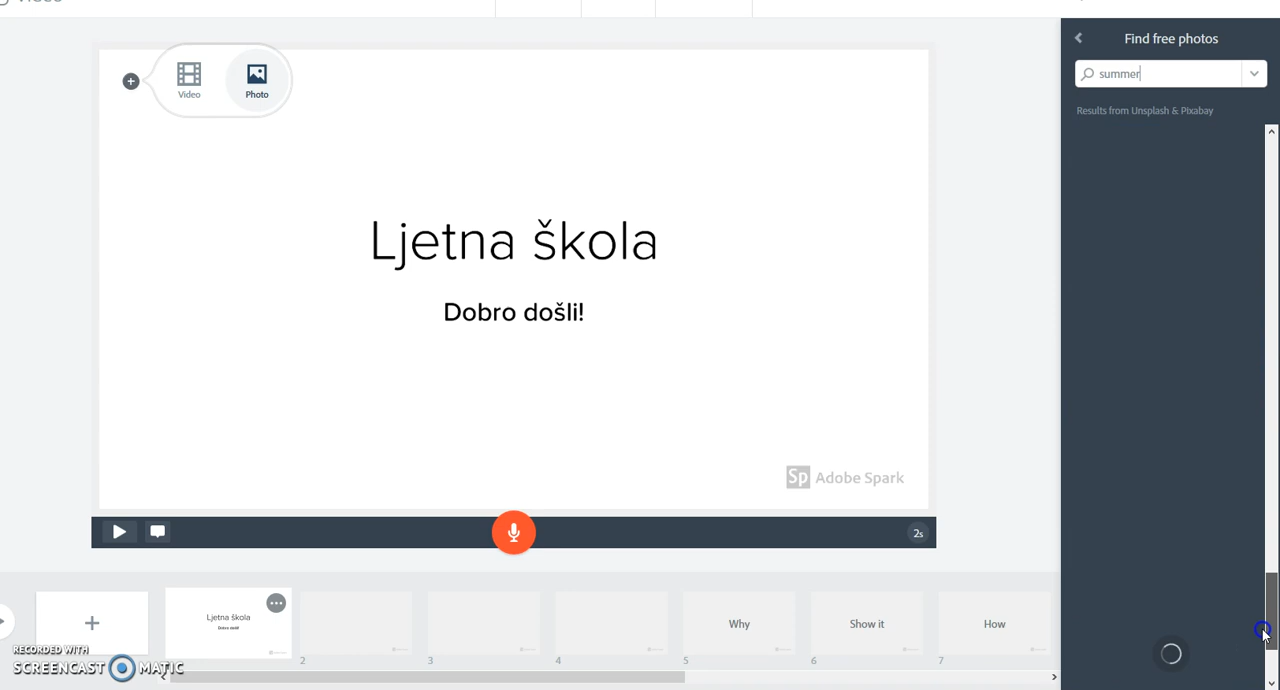 Find free photos
summer
Results from Unsplash & Pixabay
Video
Photo
Ljetna škola
Dobro došli!
Sp Adobe Spark
2s
Ljetna škola
Dobro došli!
Why
Show it
How
2
3
4
5
6
7
RECORDED WITH
SCREENCAST MATIC